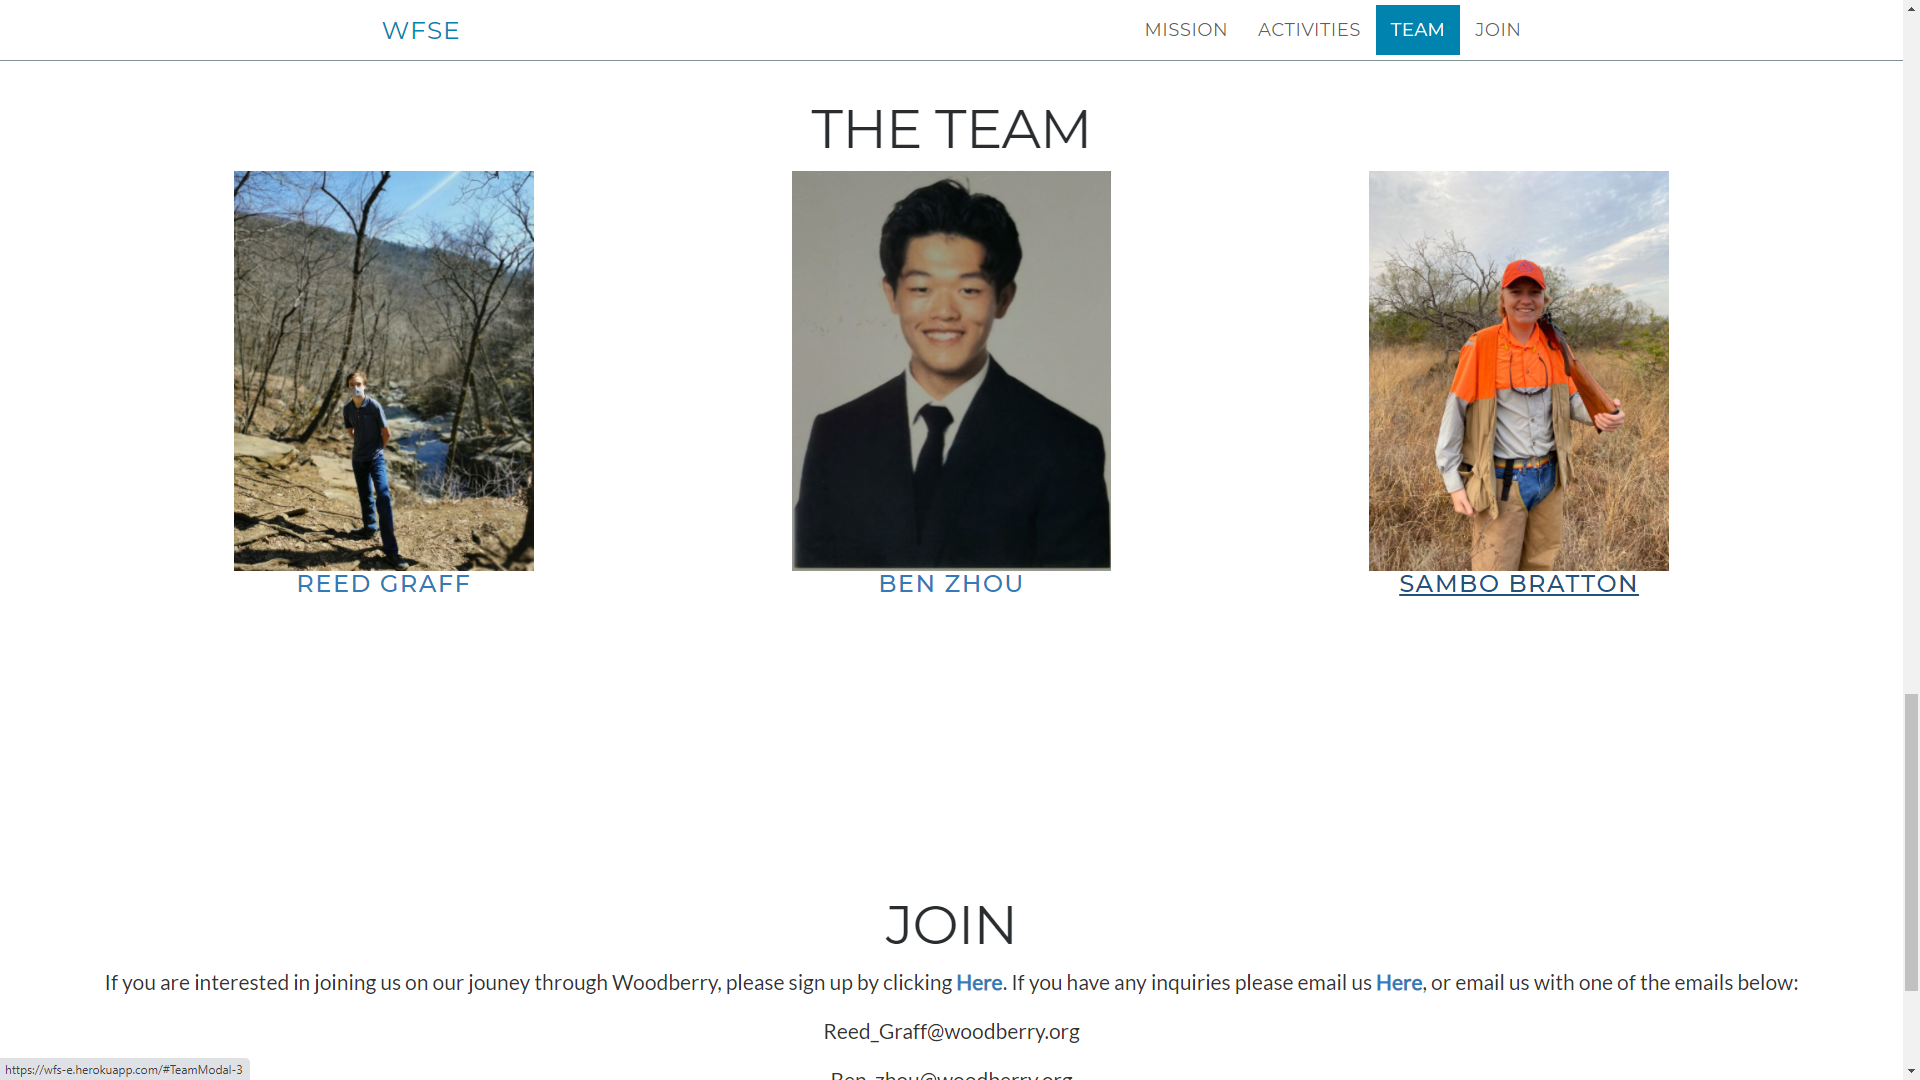 WFSE MISSION ACTIVITIES TEAM JOIN
THE TEAM
REED GRAFF
BEN ZHOU
SAMBO BRATTON
JOIN
If you are interested in joining us on our jouney through Woodberry, please sign up by clicking Here. If you have any inquiries please email us Here, or email us with one of the emails below:
Reed_Graff@woodberry.org
Ben_zhou@woodberry.org
https://wfs-e.herokuapp.com/#TeamModal-3